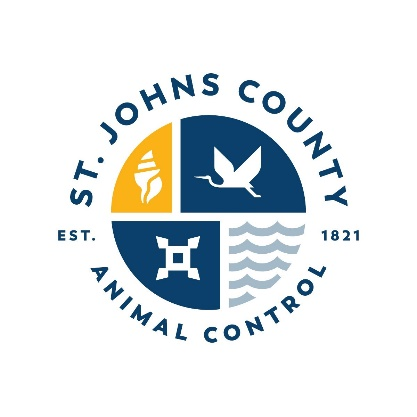 ST. JOHNS COUNTY
EST. 1821
ANIMAL CONTROL